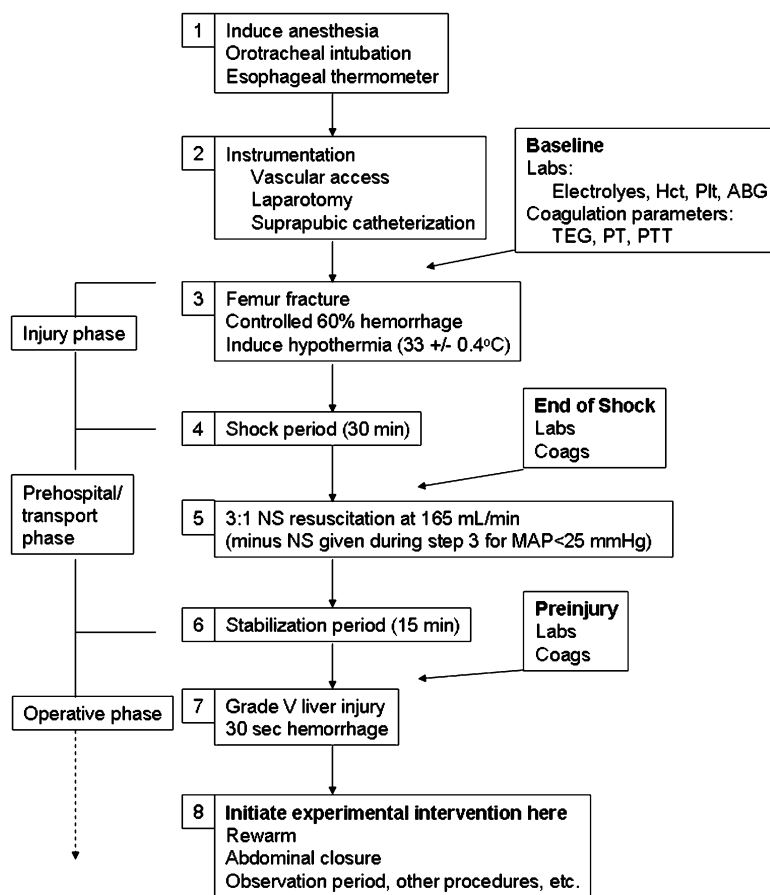 1
Induce anesthesia
Orotracheal intubation
Esophageal thermometer
2
Instrumentation
Vascular access
Laparotomy
Suprapubic catheterization
Baseline
Labs:
Electrolyes, Hct, Plt, ABG
Coagulation parameters:
TEG, PT, PTT
Injury phase
3
Femur fracture
Controlled 60% hemorrhage
Induce hypothermia (33 +/- 0.4ºC)
4
Shock period (30 min)
End of Shock
Labs
Coags
Prehospital/
transport
phase
5
3:1 NS resuscitation at 165 mL/min
(minus NS given during step 3 for MAP<25 mmHg)
6
Stabilization period (15 min)
Preinjury
Labs
Coags
Operative phase
7
Grade V liver injury
30 sec hemorrhage
8
Initiate experimental intervention here
Rewarm
Abdominal closure
Observation period, other procedures, etc.